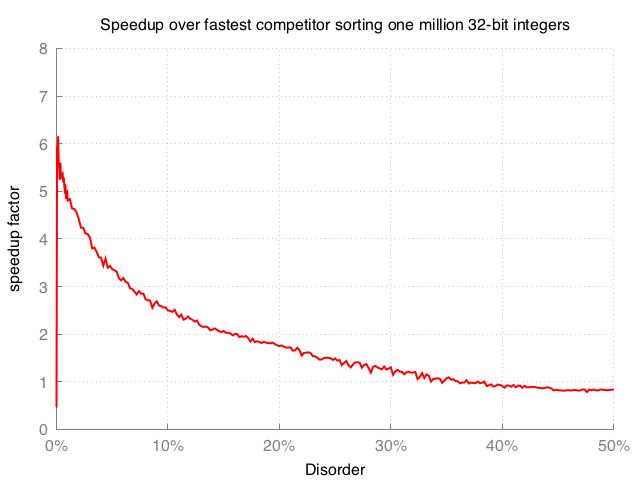 Speedup over fastest competitor sorting one million 32-bit integers
8
7
6
5
4
3
2
1
0
speedup factor
0% 10% 20% 30% 40% 50%
Disorder